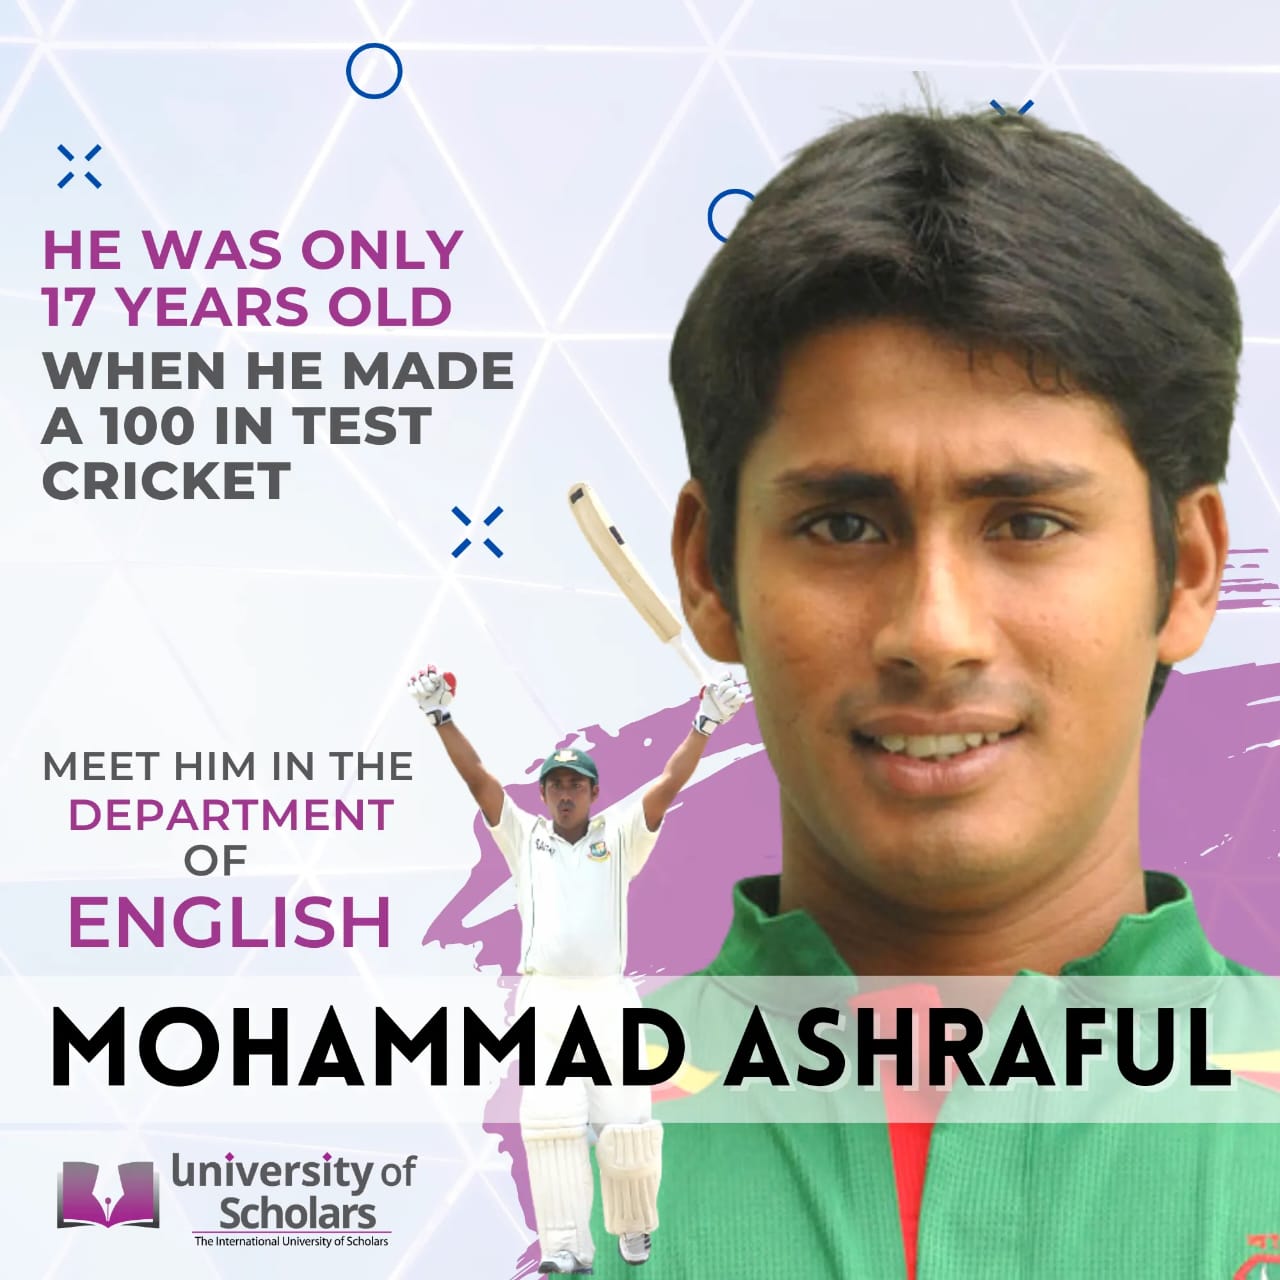 HE WAS ONLY
17 YEARS OLD
WHEN HE MADE
A 100 IN TEST
CRICKET
MEET HIM IN THE
DEPARTMENT
OF
ENGLISH
MOHAMMAD ASHRAFUL
University of
Scholars
The International University of Scholars